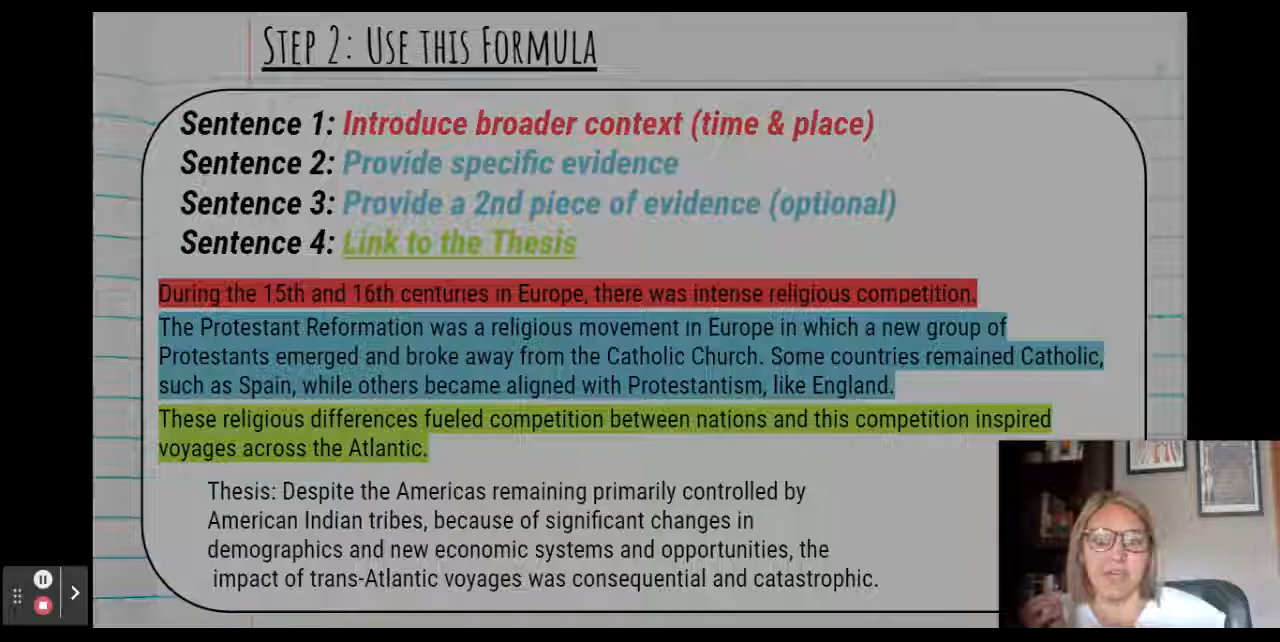 STEP 2: USE THIS FORMULA
Sentence 1: Introduce broader context (time & place)
Sentence 2: Provide specific evidence
Sentence 3: Provide a 2nd piece of evidence (optional)
Sentence 4: Link to the Thesis
During the 15th and 16th centuries in Europe, there was intense religious competition.
The Protestant Reformation was a religious movement in Europe in which a new group of
Protestants emerged and broke away from the Catholic Church. Some countries remained Catholic,
such as Spain, while others became aligned with Protestantism, like England.
These religious differences fueled competition between nations and this competition inspired
voyages across the Atlantic.
Thesis: Despite the Americas remaining primarily controlled by
American Indian tribes, because of significant changes in
demographics and new economic systems and opportunities, the
impact of trans-Atlantic voyages was consequential and catastrophic.